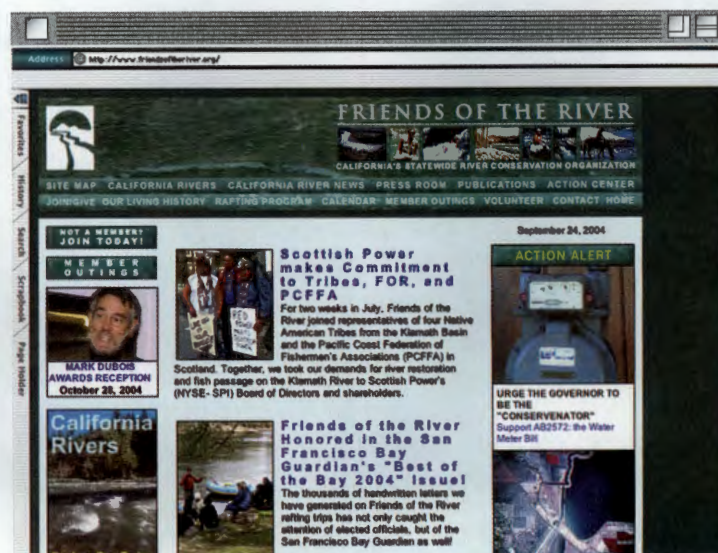 Address http://www.friendsoftheriver.org/
Favorites
History
Search
Scrapbook
Page Holder
FRIENDS OF THE RIVER
CALIFORNIA'S STATEWIDE RIVER CONSERVATION ORGANIZATION
SITE MAP CALIFORNIA RIVERS CALIFORNIA RIVER NEWS PRESS ROOM PUBLICATIONS ACTION CENTER
JOIN/GIVE OUR LIVING HISTORY RAFTING PROGRAM CALENDAR MEMBER OUTINGS VOLUNTEER CONTACT HOME
NOT A MEMBER?
JOIN TODAY!
MEMBER
OUTINGS
MARK DUBOIS
AWARDS RECEPTION
October 28, 2004
California
Rivers
Scottish Power
makes Commitment
to Tribes, FOR, and
PCFFA
For two weeks in July, Friends of the
River joined representatives of four Native
American Tribes from the Klamath Basin
and the Pacific Coast Federation of
Fishermen's Associations (PCFFA) in
Scotland. Together, we took our demands for river restoration
and fish passage on the Klamath River to Scottish Power's
(NYSE- SPI) Board of Directors and shareholders.
RED
POWER
Friends of the River
Honored in the San
Francisco Bay
Guardian's "Best of
the Bay 2004" Issue!
The thousands of handwritten letters we
have generated on Friends of the River
rafting trips has not only caught the
attention of elected officials, but of the
San Francisco Bay Guardian as well!
September 24, 2004
ACTION ALERT
URGE THE GOVERNOR TO
BE THE
"CONSERVENATOR"
Support AB2572: the Water
Meter Bill